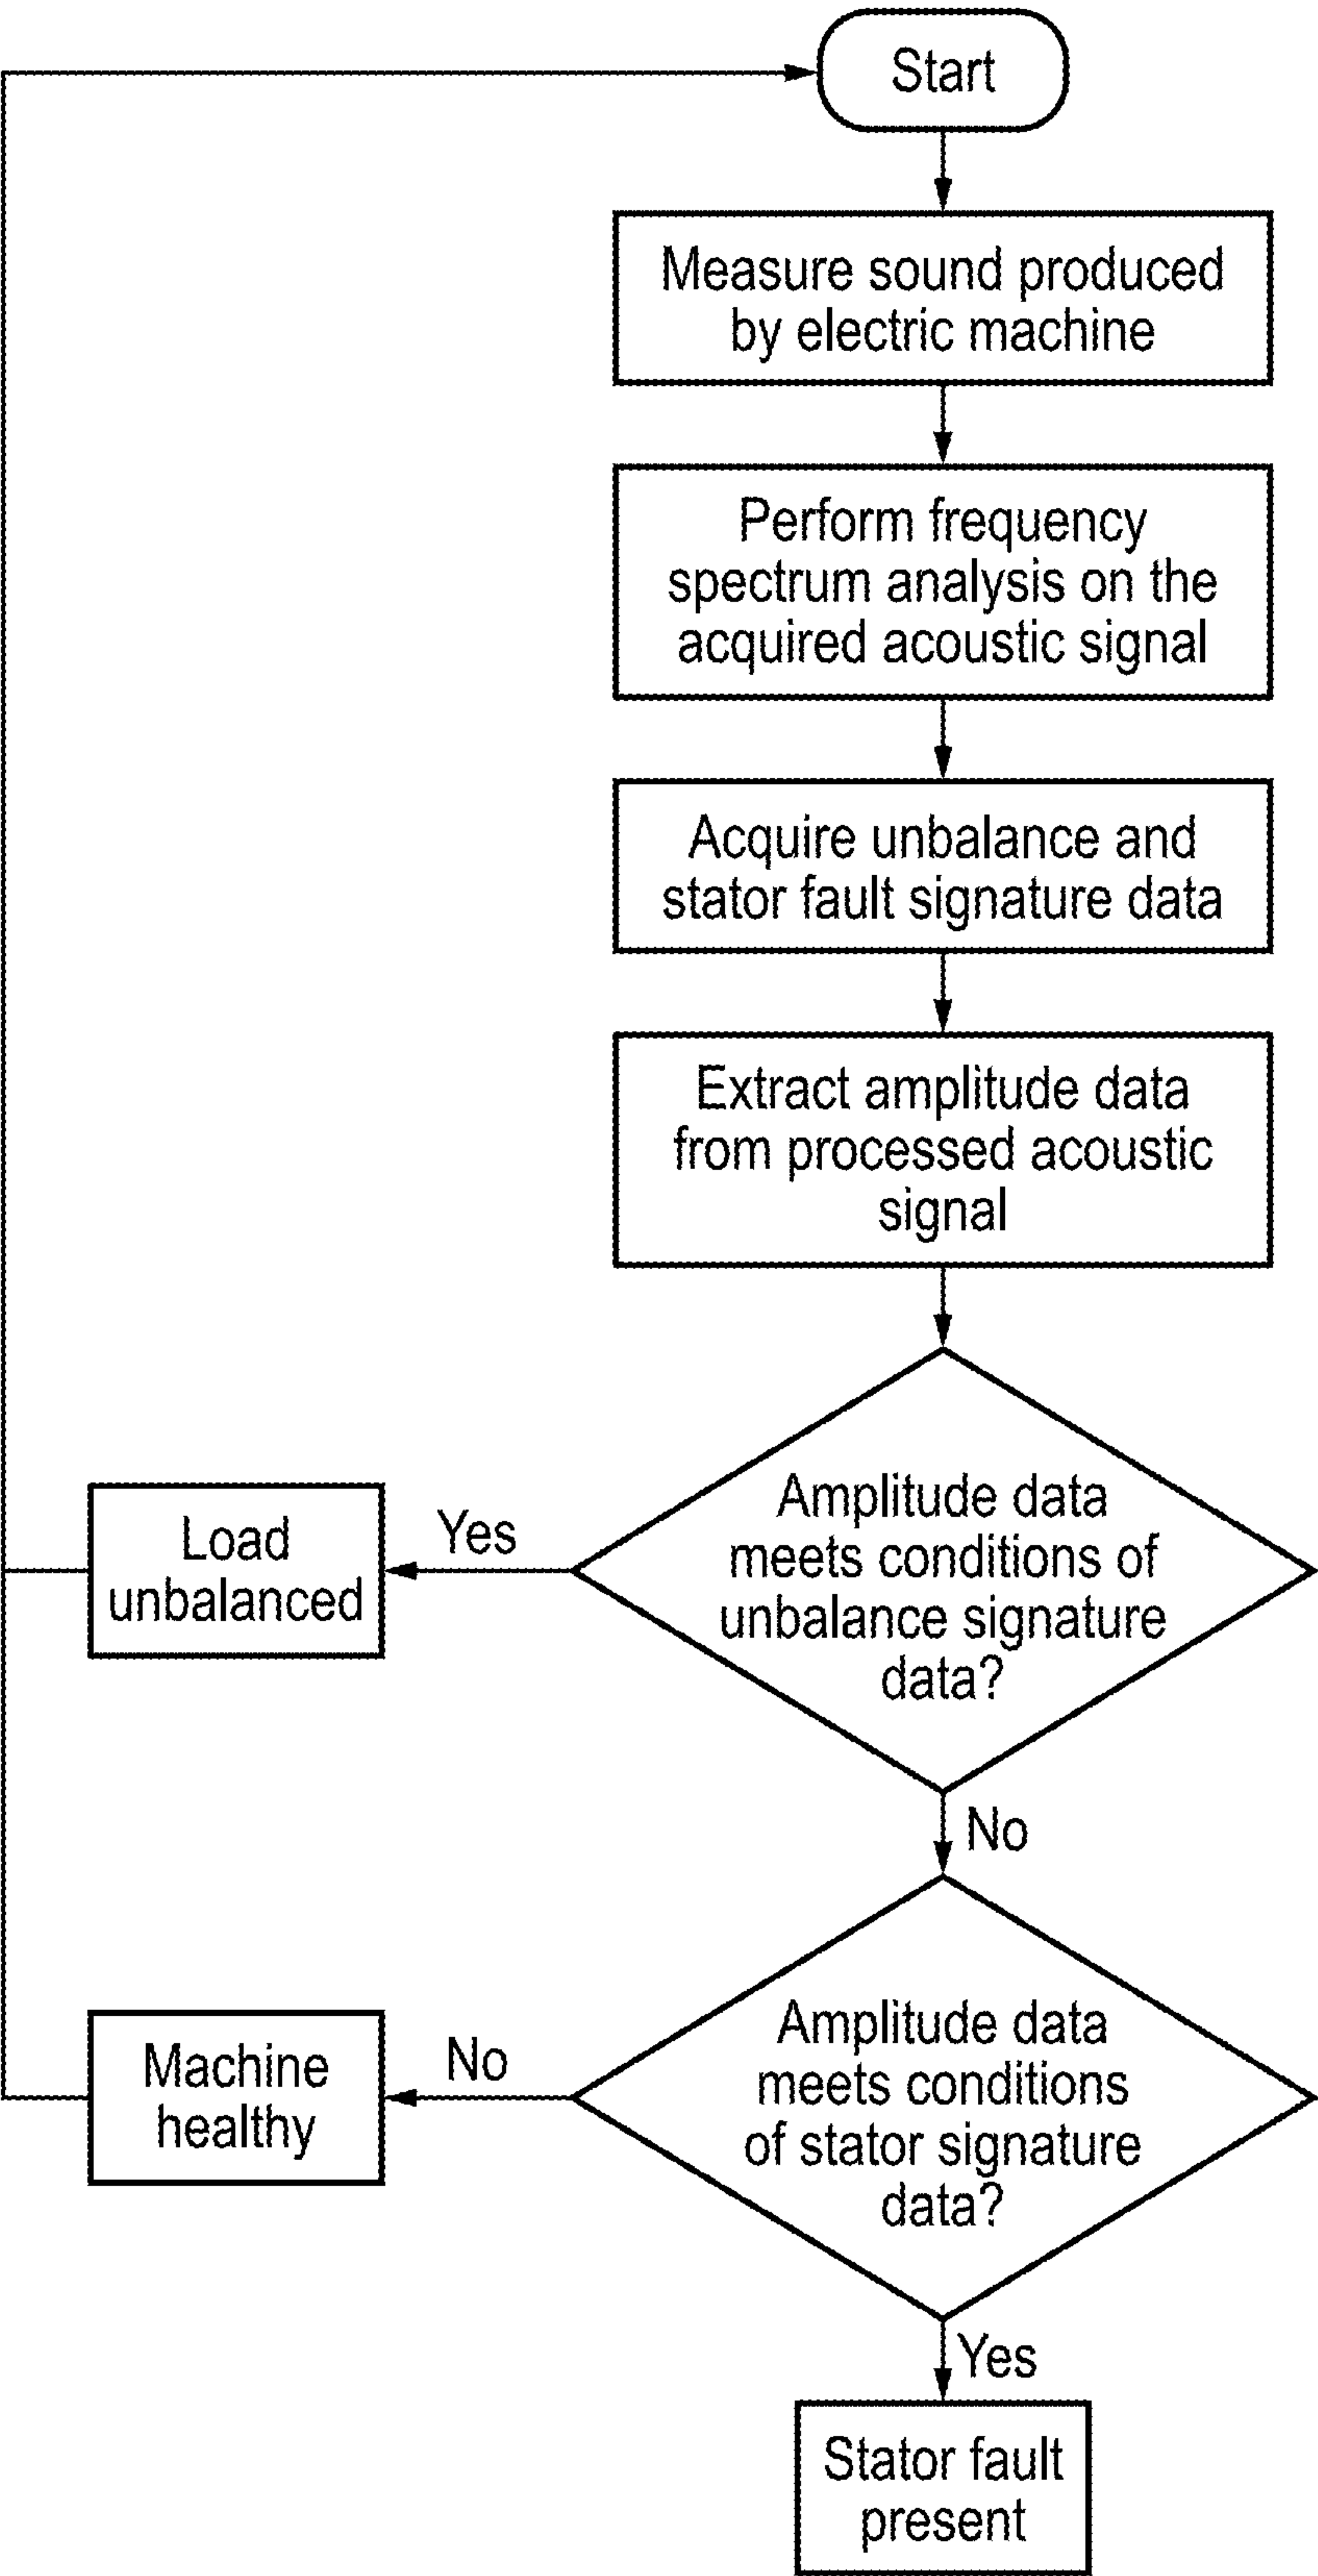 Start
Measure sound produced
by electric machine
Perform frequency
spectrum analysis on the
acquired acoustic signal
Acquire unbalance and
stator fault signature data
Extract amplitude data
from processed acoustic
signal
Amplitude data
meets conditions of
unbalance signature
data?
Yes
Load
unbalanced
No
Amplitude data
meets conditions
of stator signature
data?
No
Machine
healthy
Yes
Stator fault
present